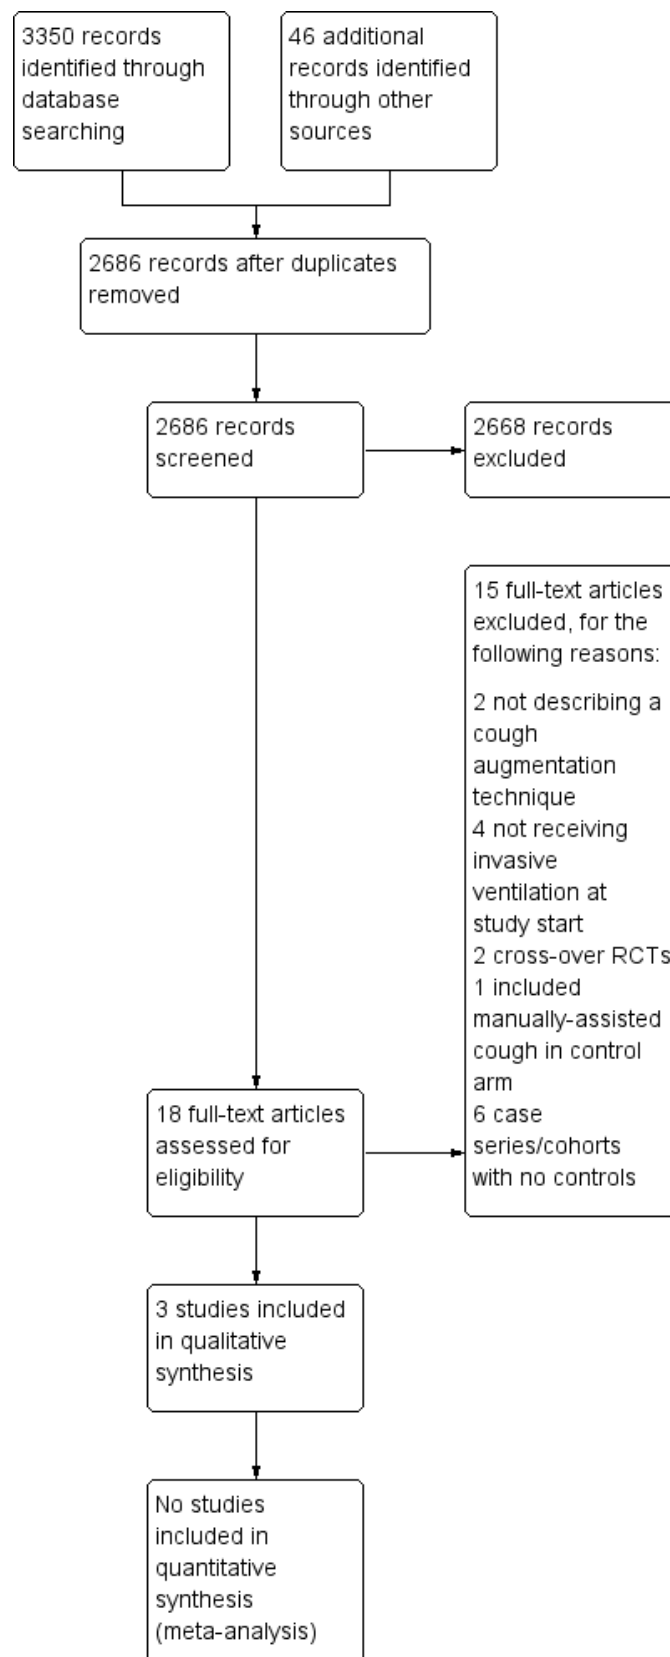 3350 records
identified through
database
searching
46 additional
records identified
through other
sources
2686 records after duplicates
removed
2686 records
screened
2668 records
excluded
15 full-text articles
excluded, for the
following reasons:
2 not describing a
cough
augmentation
technique
4 not receiving
invasive
ventilation at
study start
2 cross-over RCTs
1 included
manually-assisted
cough in control
arm
6 case
series/cohorts
with no controls
18 full-text articles
assessed for
eligibility
3 studies included
in qualitative
synthesis
No studies
included in
quantitative
synthesis
(meta-analysis)